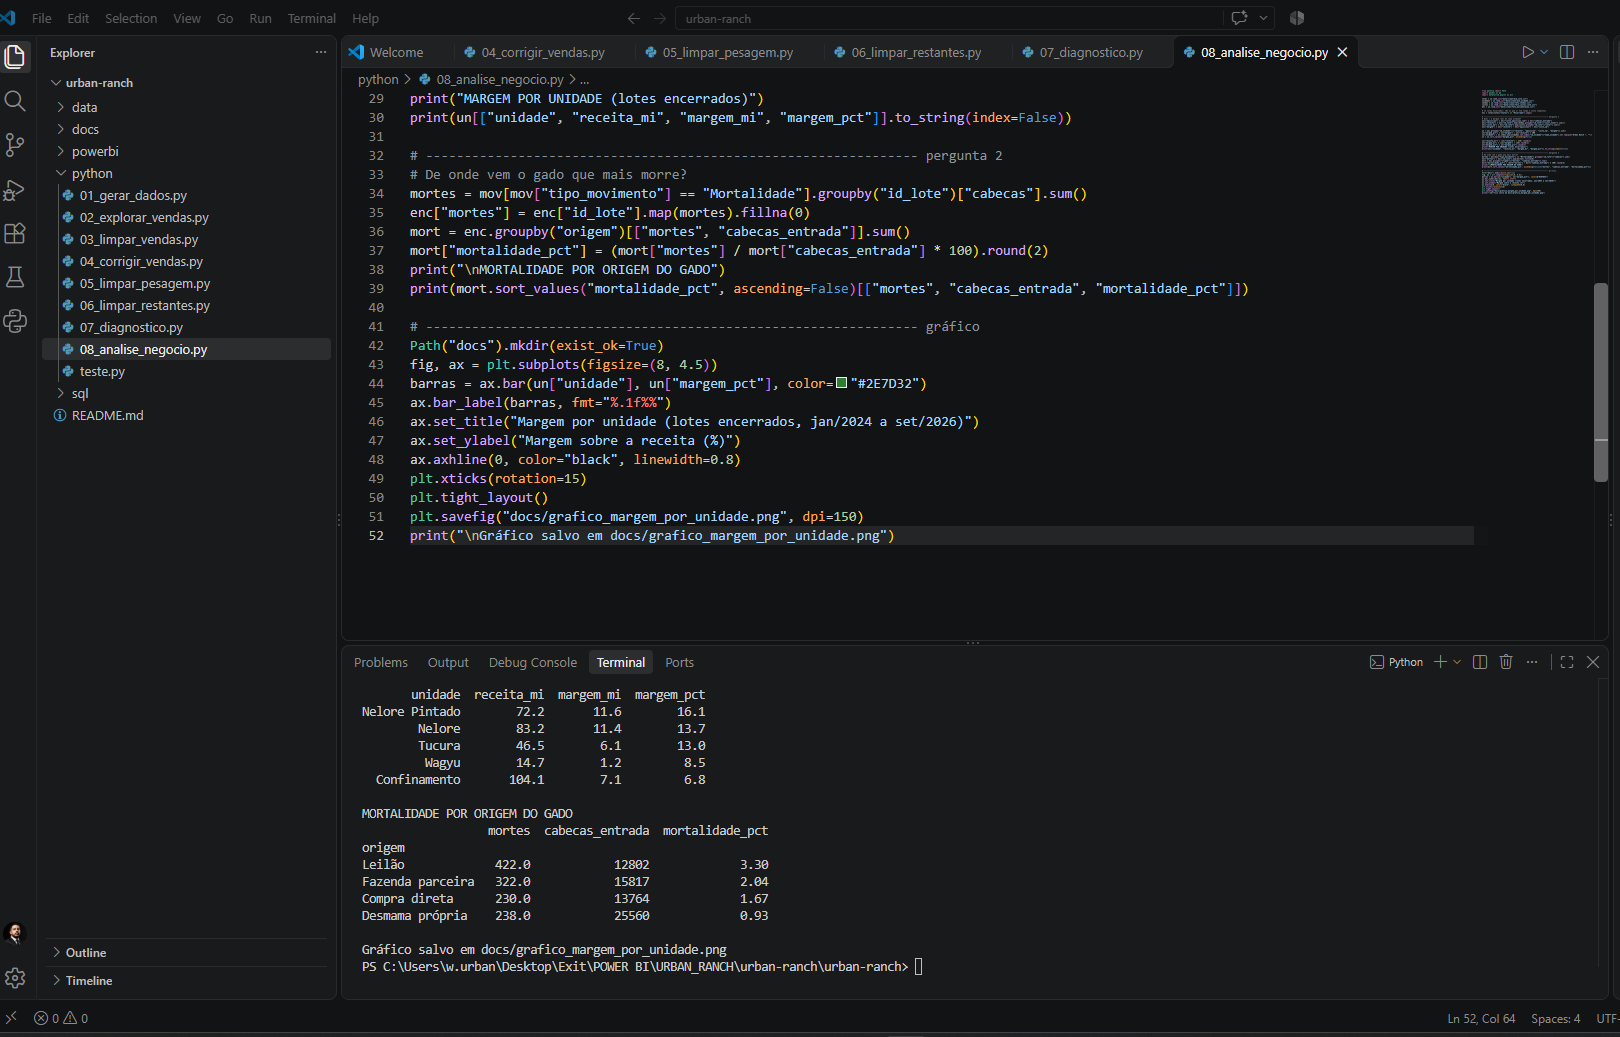 File Edit Selection View Go Run Terminal Help
urban-ranch
Explorer
urban-ranch
data
docs
powerbi
python
01_gerar_dados.py
02_explorar_vendas.py
03_limpar_vendas.py
04_corrigir_vendas.py
05_limpar_pesagem.py
06_limpar_restantes.py
07_diagnostico.py
08_analise_negocio.py
teste.py
sql
README.md
Outline
Timeline
Welcome 04_corrigir_vendas.py 05_limpar_pesagem.py 06_limpar_restantes.py 07_diagnostico.py 08_analise_negocio.py
python > 08_analise_negocio.py > ...
29 print("MARGEM POR UNIDADE (lotes encerrados)")
30 print(un[["unidade", "receita_mi", "margem_mi", "margem_pct"]].to_string(index=False))
31
32 # ---------------------------------------------------------------- pergunta 2
33 # De onde vem o gado que mais morre?
34 mortes = mov[mov["tipo_movimento"] == "Mortalidade"].groupby("id_lote")["cabecas"].sum()
35 enc["mortes"] = enc["id_lote"].map(mortes).fillna(0)
36 mort = enc.groupby("origem")[["mortes", "cabecas_entrada"]].sum()
37 mort["mortalidade_pct"] = (mort["mortes"] / mort["cabecas_entrada"] * 100).round(2)
38 print("\nMORTALIDADE POR ORIGEM DO GADO")
39 print(mort.sort_values("mortalidade_pct", ascending=False)[["mortes", "cabecas_entrada", "mortalidade_pct"]])
40
41 # ---------------------------------------------------------------- gráfico
42 Path("docs").mkdir(exist_ok=True)
43 fig, ax = plt.subplots(figsize=(8, 4.5))
44 barras = ax.bar(un["unidade"], un["margem_pct"], color="#2E7D32")
45 ax.bar_label(barras, fmt="%.1f%%")
46 ax.set_title("Margem por unidade (lotes encerrados, jan/2024 a set/2026)")
47 ax.set_ylabel("Margem sobre a receita (%)")
48 ax.axhline(0, color="black", linewidth=0.8)
49 plt.xticks(rotation=15)
50 plt.tight_layout()
51 plt.savefig("docs/grafico_margem_por_unidade.png", dpi=150)
52 print("\nGráfico salvo em docs/grafico_margem_por_unidade.png")
Problems Output Debug Console Terminal Ports
Python
unidade receita_mi margem_mi margem_pct
Nelore Pintado 72.2 11.6 16.1
Nelore 83.2 11.4 13.7
Tucura 46.5 6.1 13.0
Wagyu 14.7 1.2 8.5
Confinamento 104.1 7.1 6.8
MORTALIDADE POR ORIGEM DO GADO
mortes cabecas_entrada mortalidade_pct
origem
Leilão 422.0 12802 3.30
Fazenda parceira 322.0 15817 2.04
Compra direta 230.0 13764 1.67
Desmama própria 238.0 25560 0.93
Gráfico salvo em docs/grafico_margem_por_unidade.png
PS C:\Users\w.urban\Desktop\Exit\POWER BI\URBAN_RANCH\urban-ranch\urban-ranch>
0 0
Ln 52, Col 64 Spaces: 4 UTF-